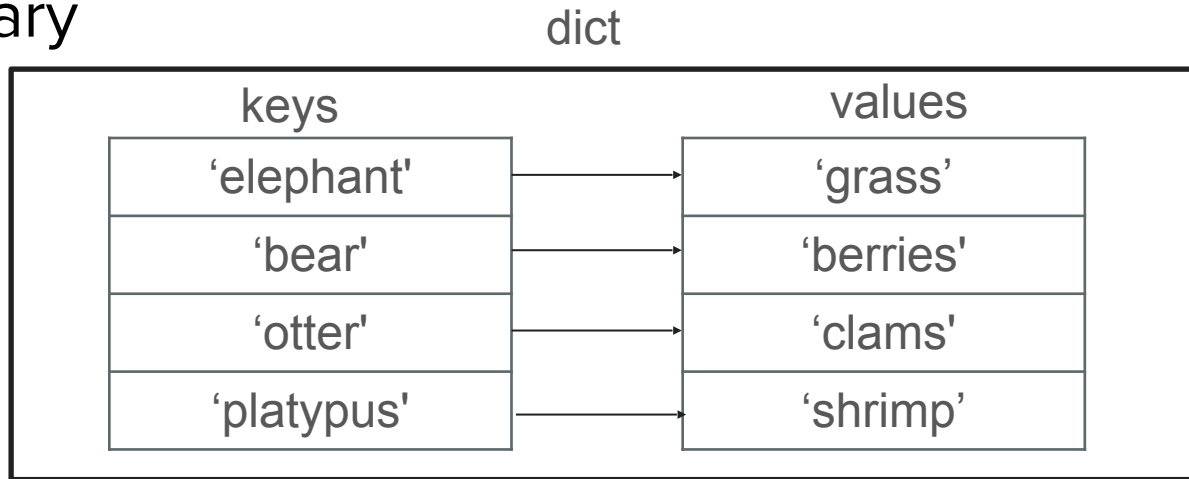 ary
dict
keys values
‘elephant' ‘grass’
‘bear' ‘berries'
‘otter' ‘clams'
‘platypus' ‘shrimp’